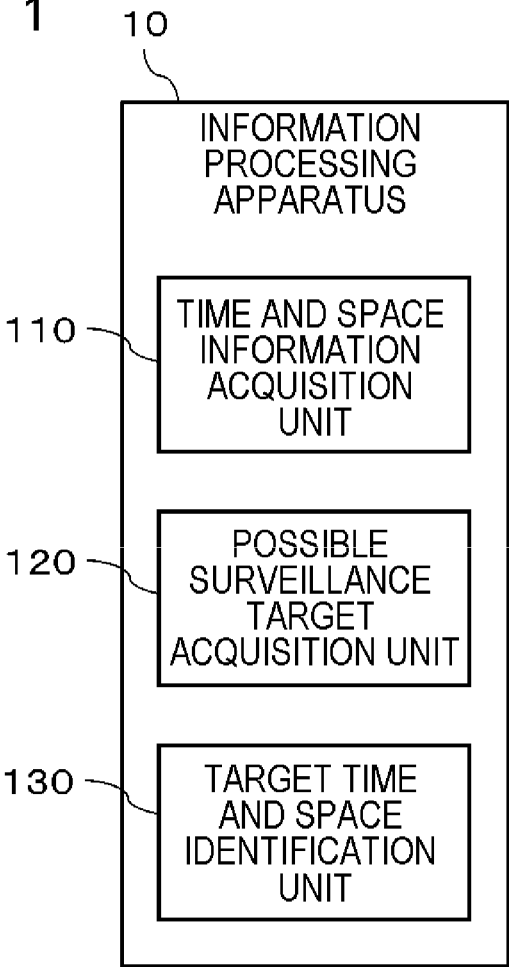 1
10
INFORMATION
PROCESSING
APPARATUS
110
TIME AND SPACE
INFORMATION
ACQUISITION
UNIT
120
POSSIBLE
SURVEILLANCE
TARGET
ACQUISITION UNIT
130
TARGET TIME
AND SPACE
IDENTIFICATION
UNIT